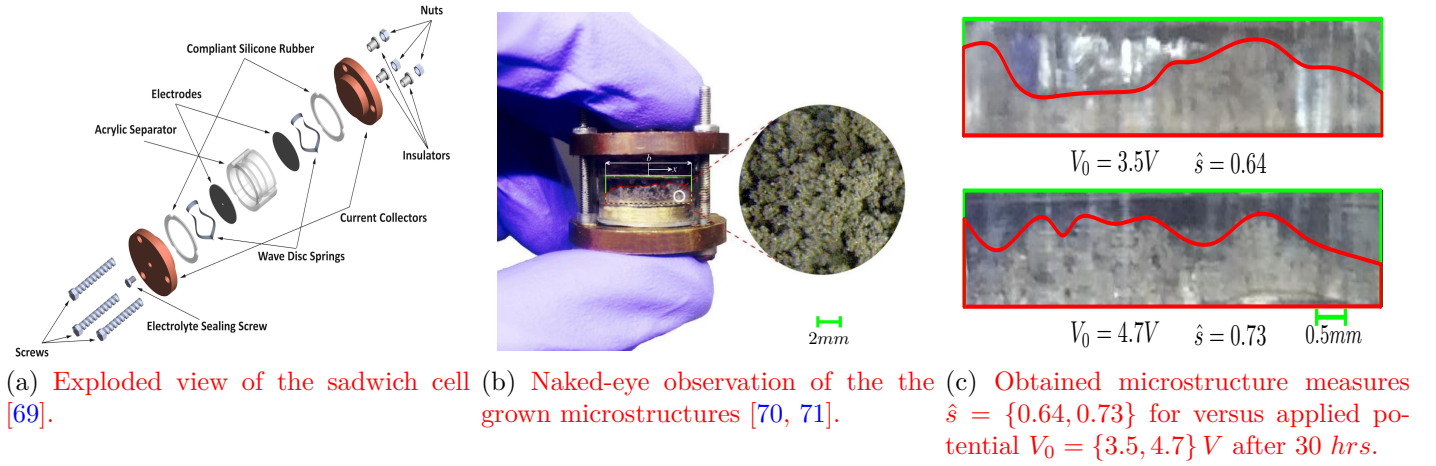 Nuts
Compliant Silicone Rubber
Electrodes
Acrylic Separator
Insulators
Current Collectors
Wave Disc Springs
Electrolyte Sealing Screw
Screws
(a) Exploded view of the sadwich cell
[69].
b
x
2mm
(b) Naked-eye observation of the the
grown microstructures [70, 71].
V₀ = 3.5V ŝ = 0.64
V₀ = 4.7V ŝ = 0.73 0.5mm
(c) Obtained microstructure measures
ŝ = {0.64, 0.73} for versus applied po-
tential V₀ = {3.5, 4.7} V after 30 hrs.